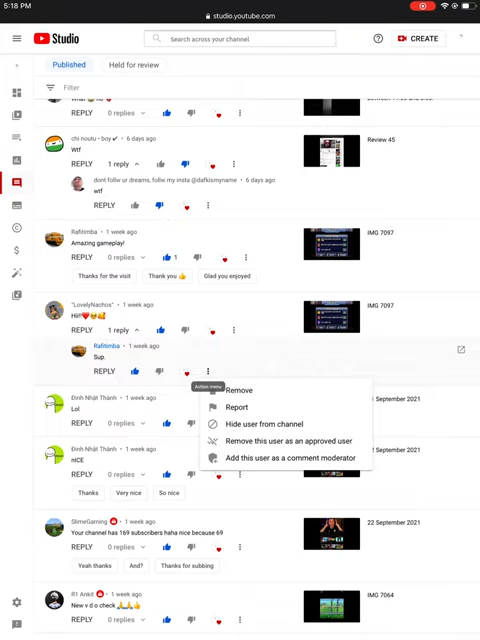 5:18 PM
studio.youtube.com
Studio
Search across your channel
CREATE
Published
Held for review
Filter
REPLY 0 replies
chi noutu • boy✔ • 6 days ago
Review 45
Wtf
REPLY 1 reply
dont follw ur dreams, follw my insta @dafkismyname • 6 days ago
wtf
REPLY
Rafitimba • 1 week ago
IMG 7097
Amazing gameplay!
REPLY 1
Thanks for the visit
Thank you 👍
Glad you enjoyed
"LovelyNachos" • 1 week ago
IMG 7097
Hii!❤️🥺🥰
REPLY 1 reply
Rafitimba • 1 week ago
Sup.
REPLY
Action menu
Remove
Report
Hide user from channel
Remove this user as an approved user
Add this user as a comment moderator
Đinh Nhật Thành • 1 week ago
September 2021
Lol
REPLY 0 replies
Đinh Nhật Thành • 1 week ago
September 2021
nICE
REPLY 0 replies
Thanks
Very nice
So nice
SlimeGaming • 1 week ago
22 September 2021
Your channel has 169 subscribers haha nice because 69
REPLY 0 replies
Yeah thanks
And?
Thanks for subbing
R1 Ankit • 1 week ago
IMG 7064
New v d o check 🙏🙏👍
REPLY 0 replies